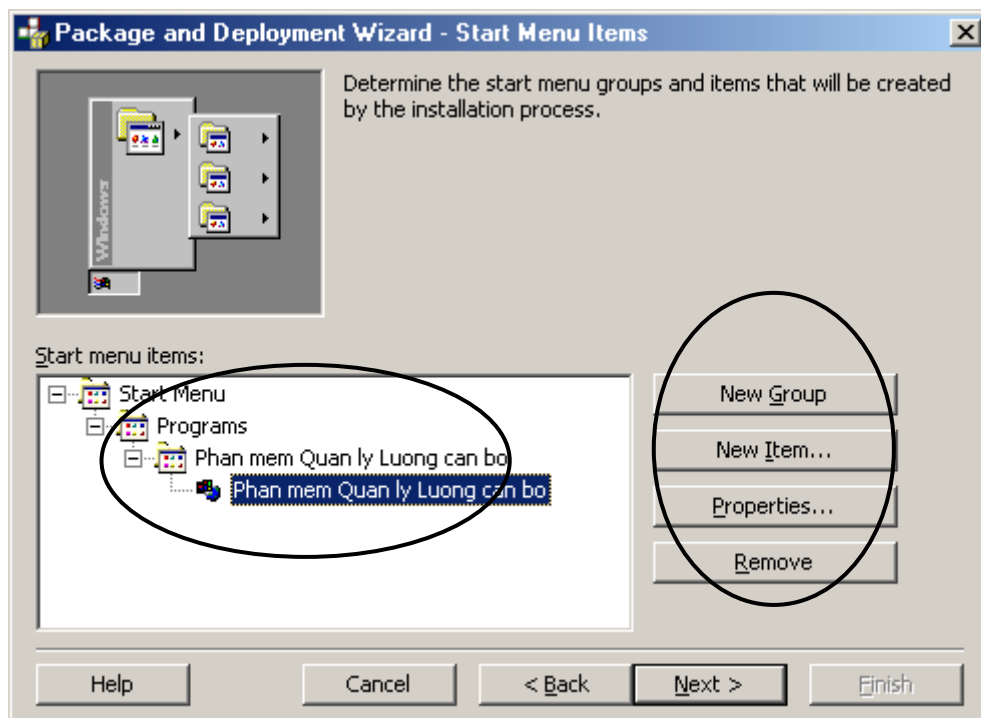 Package and Deployment Wizard - Start Menu Items
Determine the start menu groups and items that will be created
by the installation process.
Windows
Start menu items:
Start Menu
Programs
Phan mem Quan ly Luong can bo
Phan mem Quan ly Luong can bo
New Group
New Item...
Properties...
Remove
Help
Cancel
< Back
Next >
Finish